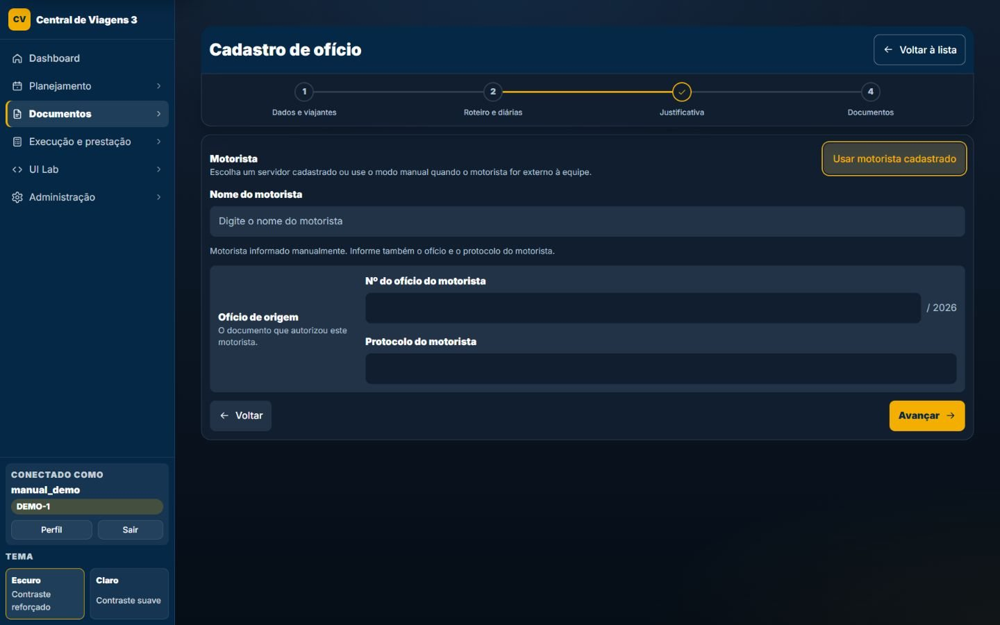 CV Central de Viagens 3
Dashboard
Planejamento
Documentos
Execução e prestação
UI Lab
Administração
CONECTADO COMO
manual_demo
DEMO-1
Perfil
Sair
TEMA
Escuro
Contraste
reforçado
Claro
Contraste suave
Cadastro de ofício
Voltar à lista
1
2
4
Dados e viajantes
Roteiro e diárias
Justificativa
Documentos
Motorista
Escolha um servidor cadastrado ou use o modo manual quando o motorista for externo à equipe.
Usar motorista cadastrado
Nome do motorista
Digite o nome do motorista
Motorista informado manualmente. Informe também o ofício e o protocolo do motorista.
Ofício de origem
O documento que autorizou este
motorista.
Nº do ofício do motorista
/ 2026
Protocolo do motorista
Voltar
Avançar